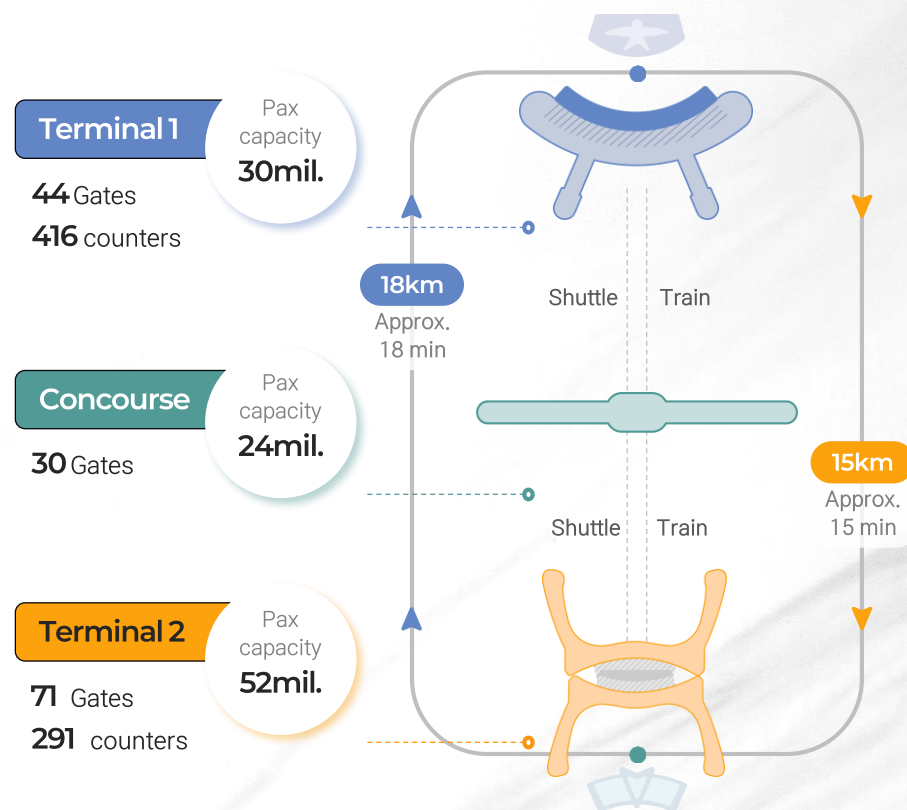 Terminal 1
Pax
capacity
30mil.
44 Gates
416 counters
18km
Approx.
18 min
Shuttle Train
Concourse
Pax
capacity
24mil.
30 Gates
15km
Approx.
15 min
Shuttle Train
Terminal 2
Pax
capacity
52mil.
71 Gates
291 counters